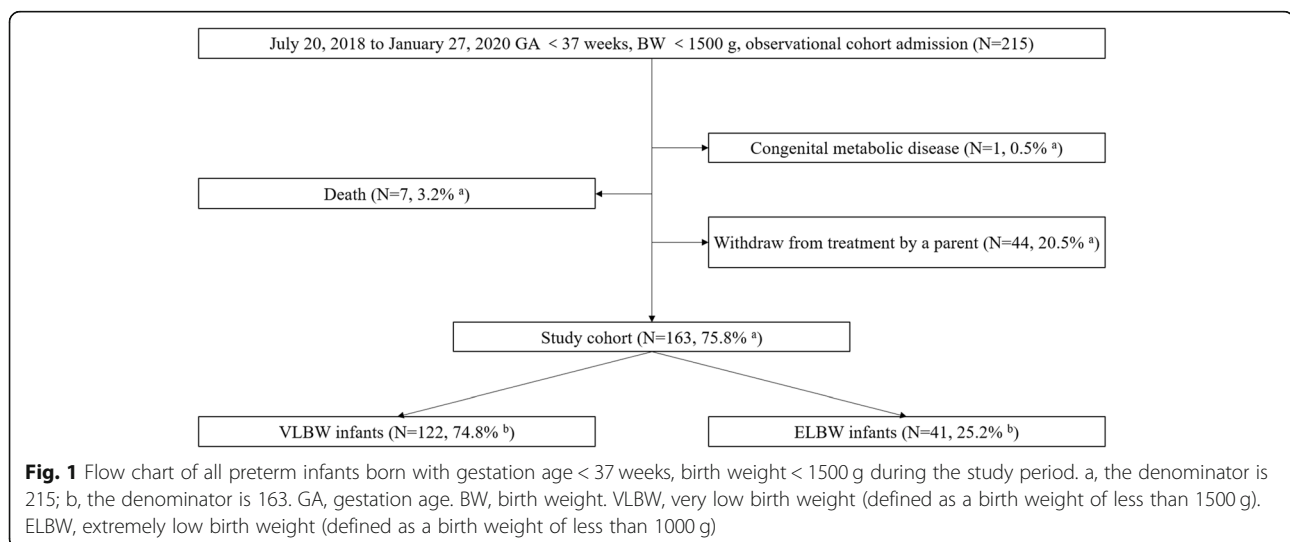 July 20, 2018 to January 27, 2020 GA < 37 weeks, BW < 1500 g, observational cohort admission (N=215)
Congenital metabolic disease (N=1, 0.5% ᵃ)
Death (N=7, 3.2% ᵃ)
Withdraw from treatment by a parent (N=44, 20.5% ᵃ)
Study cohort (N=163, 75.8% ᵃ)
VLBW infants (N=122, 74.8% ᵇ)
ELBW infants (N=41, 25.2% ᵇ)
Fig. 1 Flow chart of all preterm infants born with gestation age < 37 weeks, birth weight < 1500 g during the study period. a, the denominator is
215; b, the denominator is 163. GA, gestation age. BW, birth weight. VLBW, very low birth weight (defined as a birth weight of less than 1500 g).
ELBW, extremely low birth weight (defined as a birth weight of less than 1000 g)